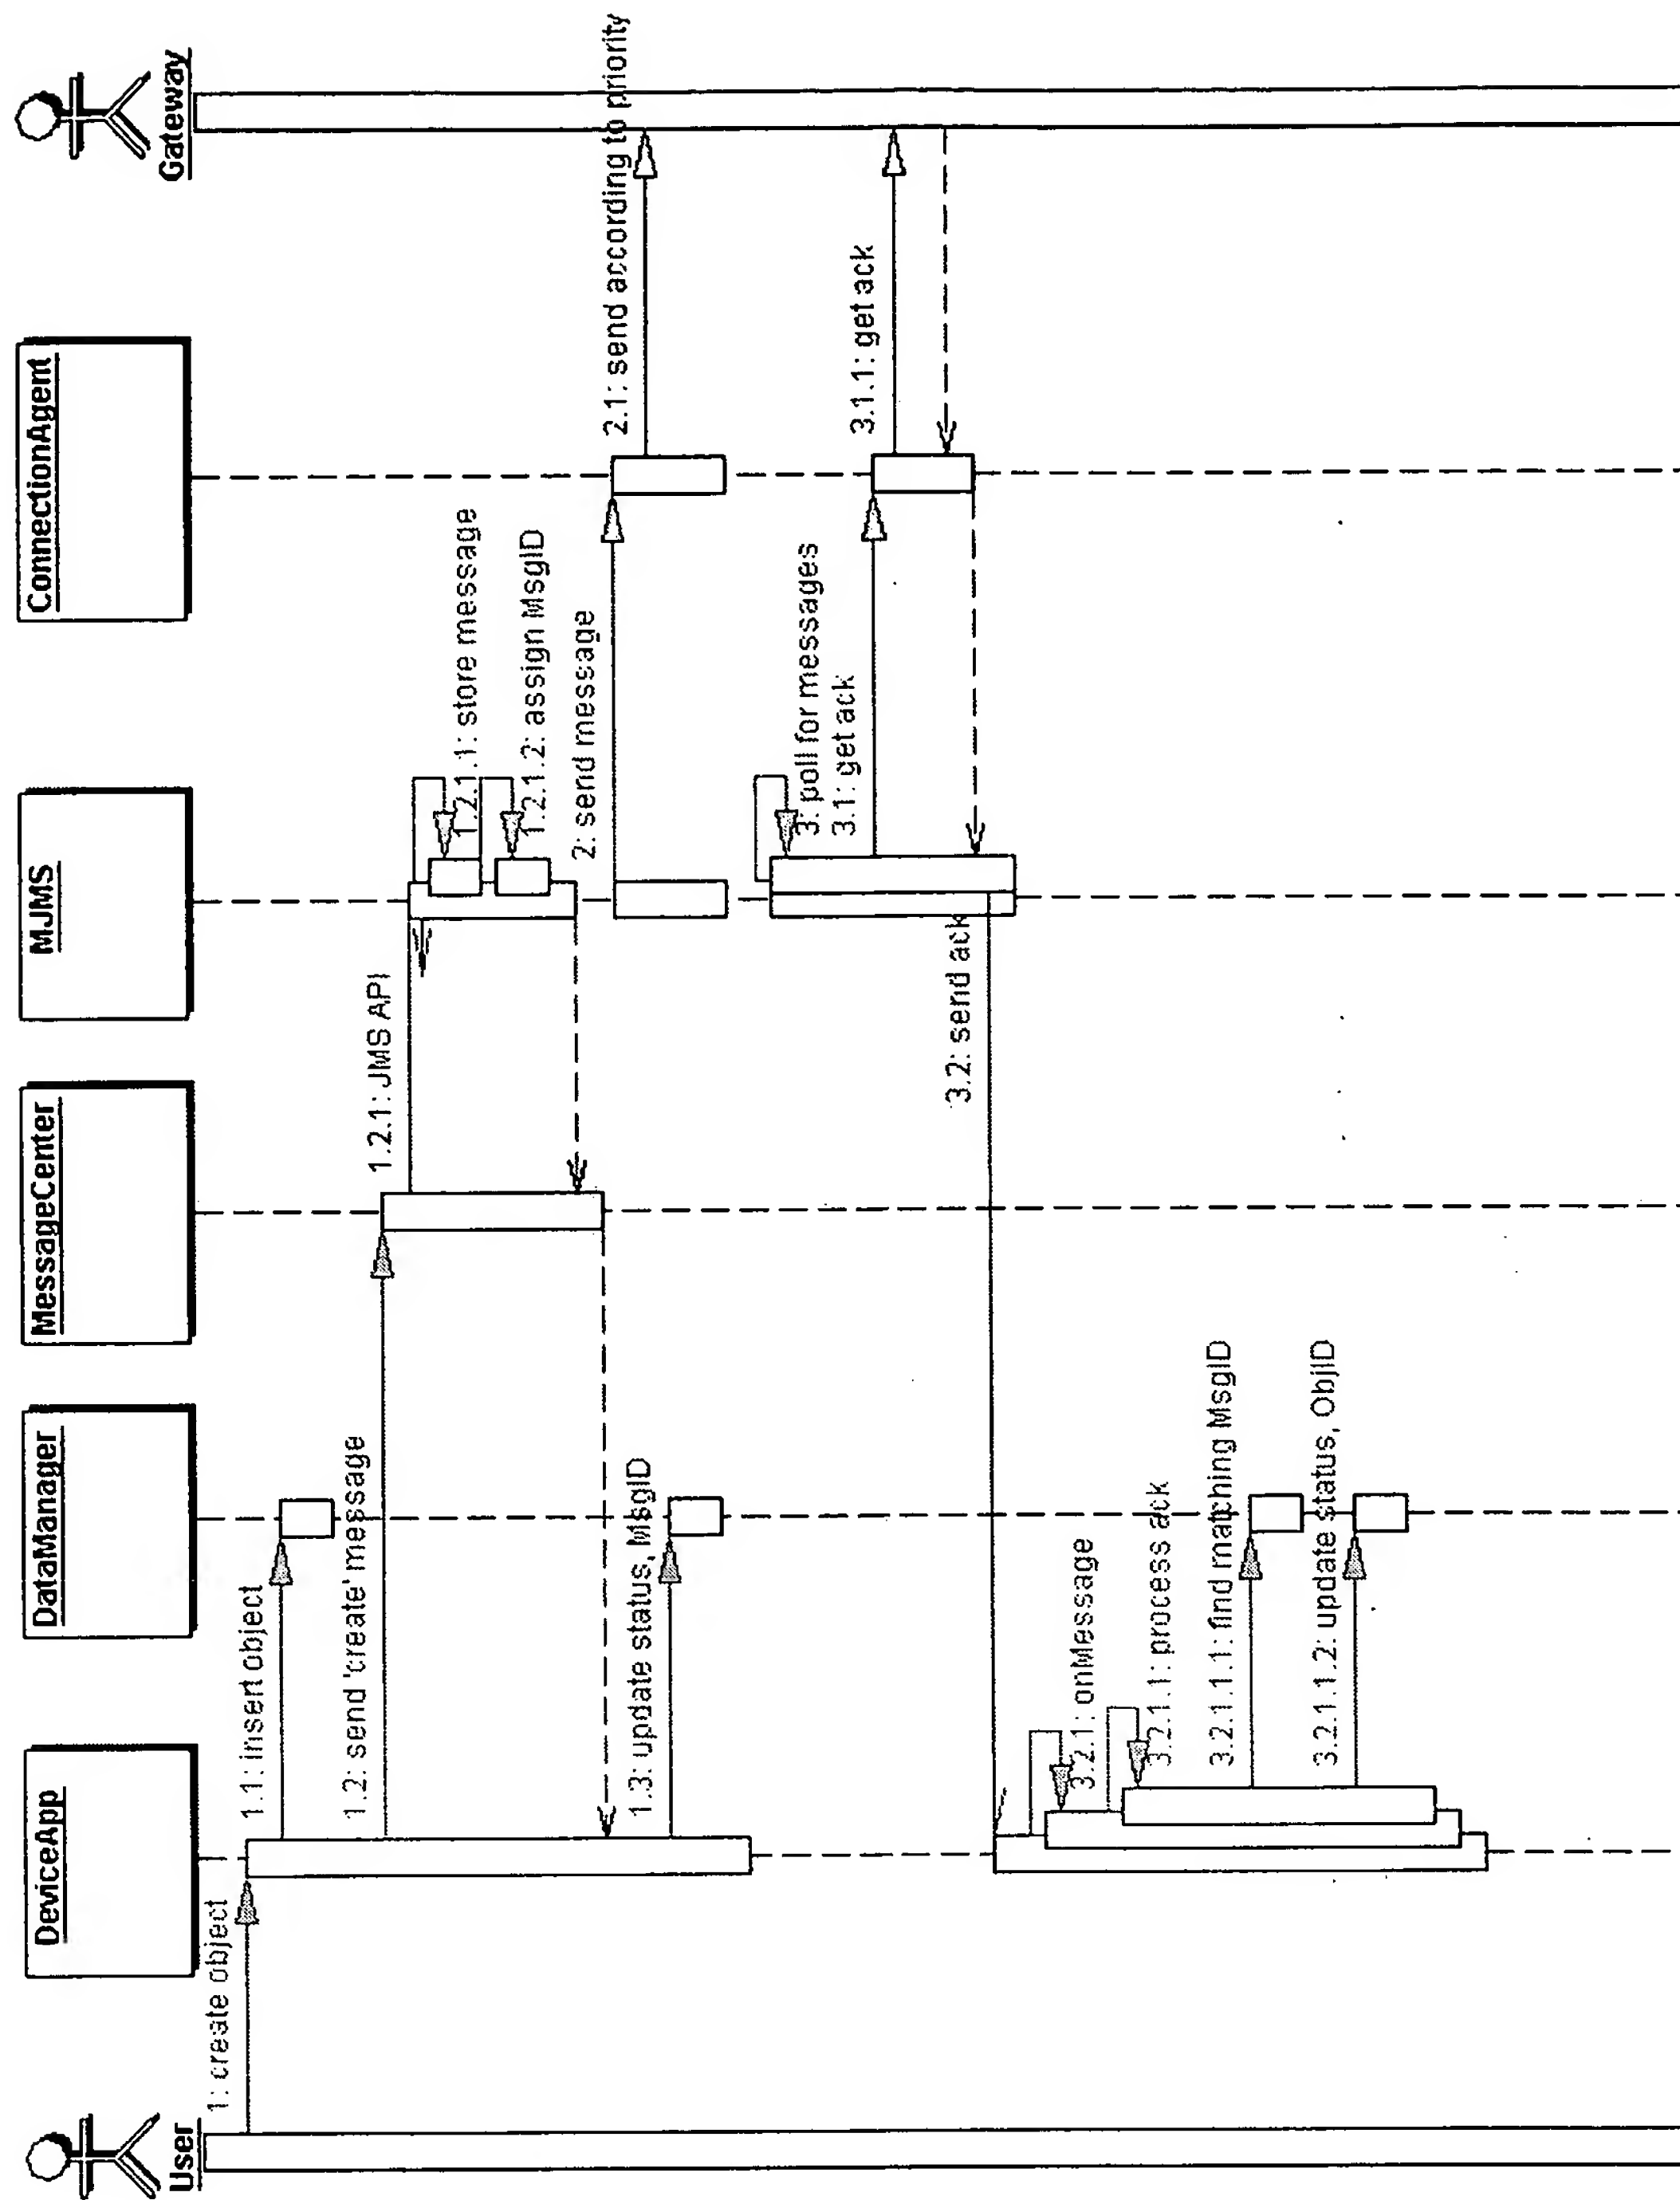 User
DeviceApp
DataManager
MessageCenter
MJMS
ConnectionAgent
Gateway
1: create object
1.1: insert object
1.2: send 'create' message
1.2.1: JMS API
1.2.1.1: store message
1.2.1.2: assign MsgID
2: send message
2.1: send according to priority
1.3: update status, MsgID
3: poll for messages
3.1: get ack
3.1.1: get ack
3.2: send ack
3.2.1: onMessage
3.2.1.1: process ack
3.2.1.1.1: find matching MsgID
3.2.1.1.2: update status, ObjID